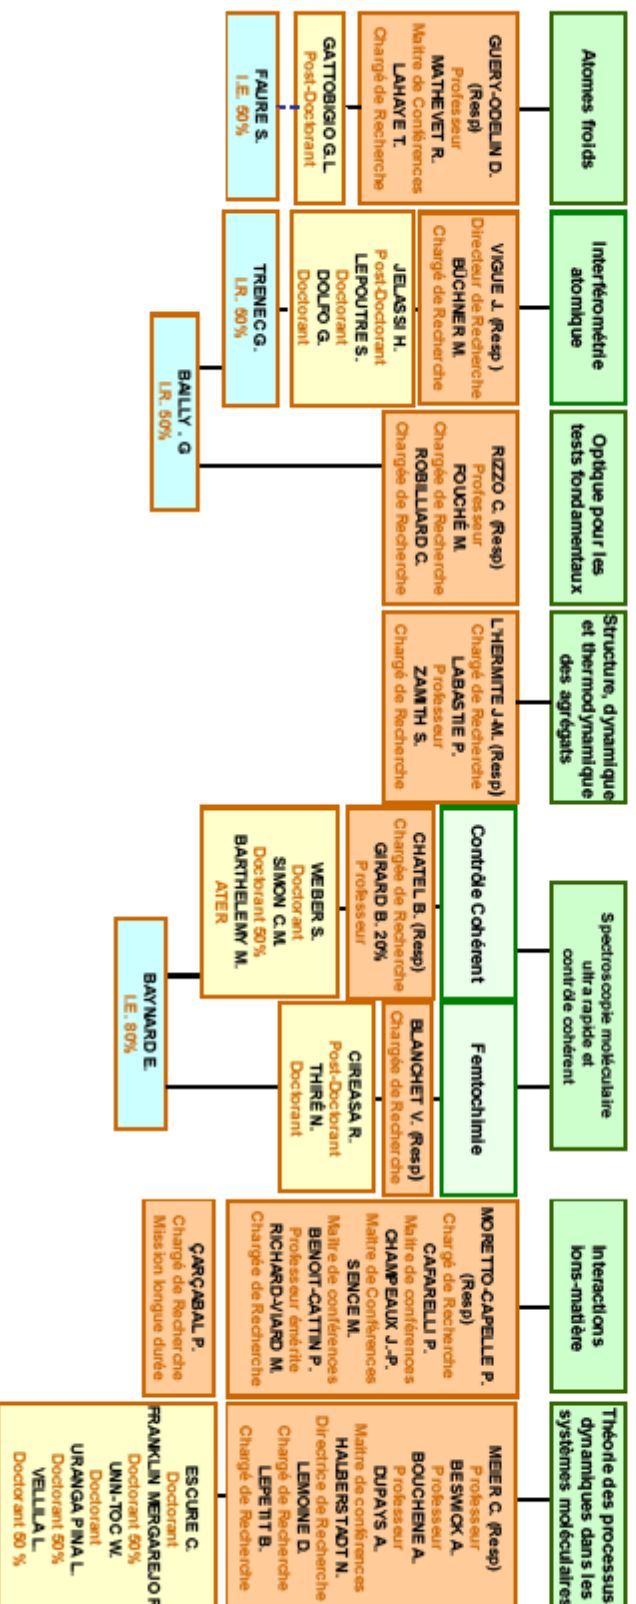 Atomes froids
GUERY-ODELIN D.
(Resp)
Professeur
MATHEVET R.
Maître de Conférences
LAHAYE T.
Chargé de Recherche
GATTOBIGIO G.L
Post-Doctorant
FAURE S.
I.E. 50%
Interférométrie
atomique
VIGUE J. (Resp )
Directeur de Recherche
BÜCHNER M.
Chargé de Recherche
JELASSI H.
Post-Doctorant
LEPOUTRE S.
Doctorant
DOLFO G.
Doctorant
TRENEC G.
I.R. 50%
BAILLY . G
I.R. 50%
Optique pour les
tests fondamentaux
RIZZO C. (Resp)
Professeur
FOUCHÉ M.
Chargée de Recherche
ROBILLIARD C.
Chargée de Recherche
Structure, dynamique
et thermodynamique
des agrégats
L'HERMITE J-M. (Resp)
Chargé de Recherche
LABASTIE P.
Professeur
ZAMITH S.
Chargé de Recherche
Spectroscopie moléculaire
ultra rapide et
contrôle cohérent
Contrôle Cohérent
CHATEL B. (Resp)
Chargée de Recherche
GIRARD B. 20%
Professeur
WEBER S.
Doctorant
SIMON C.M.
Doctorant 50%
BARTHELEMY M.
ATER
Femtochimie
BLANCHET V. (Resp)
Chargée de Recherche
CIREASA R.
Post-Doctorant
THIRÉ N.
Doctorant
BAYNARD E.
I.E. 80%
Interactions
Ions-matière
MORETTO-CAPELLE P.
(Resp)
Chargé de Recherche
CAFARELLI P.
Maître de conférences
CHAMPEAUX J.-P.
Maître de Conférences
SENCE M.
Maître de conférences
BENOIT-CATTIN P.
Professeur émérite
RICHARD-VIARD M.
Chargée de Recherche
ÇARÇABAL P.
Chargé de Recherche
Mission longue durée
Théorie des processus
dynamiques dans les
systèmes moléculaires
MEIER C. (Resp)
Professeur
BESWICK A.
Professeur
BOUCHENE A.
Professeur
DUPAYS A.
Maître de conférences
HALBERSTADT N.
Directrice de Recherche
LEMOINE D.
Chargé de Recherche
LEPETIT B.
Chargé de Recherche
ESCURE C.
Doctorant
FRANKLIN MERGAREJO R
Doctorant 50%
UNN-TOC W.
Doctorant
URANGA PINA L.
Doctorant 50%
VELLILA L.
Doctorant 50 %